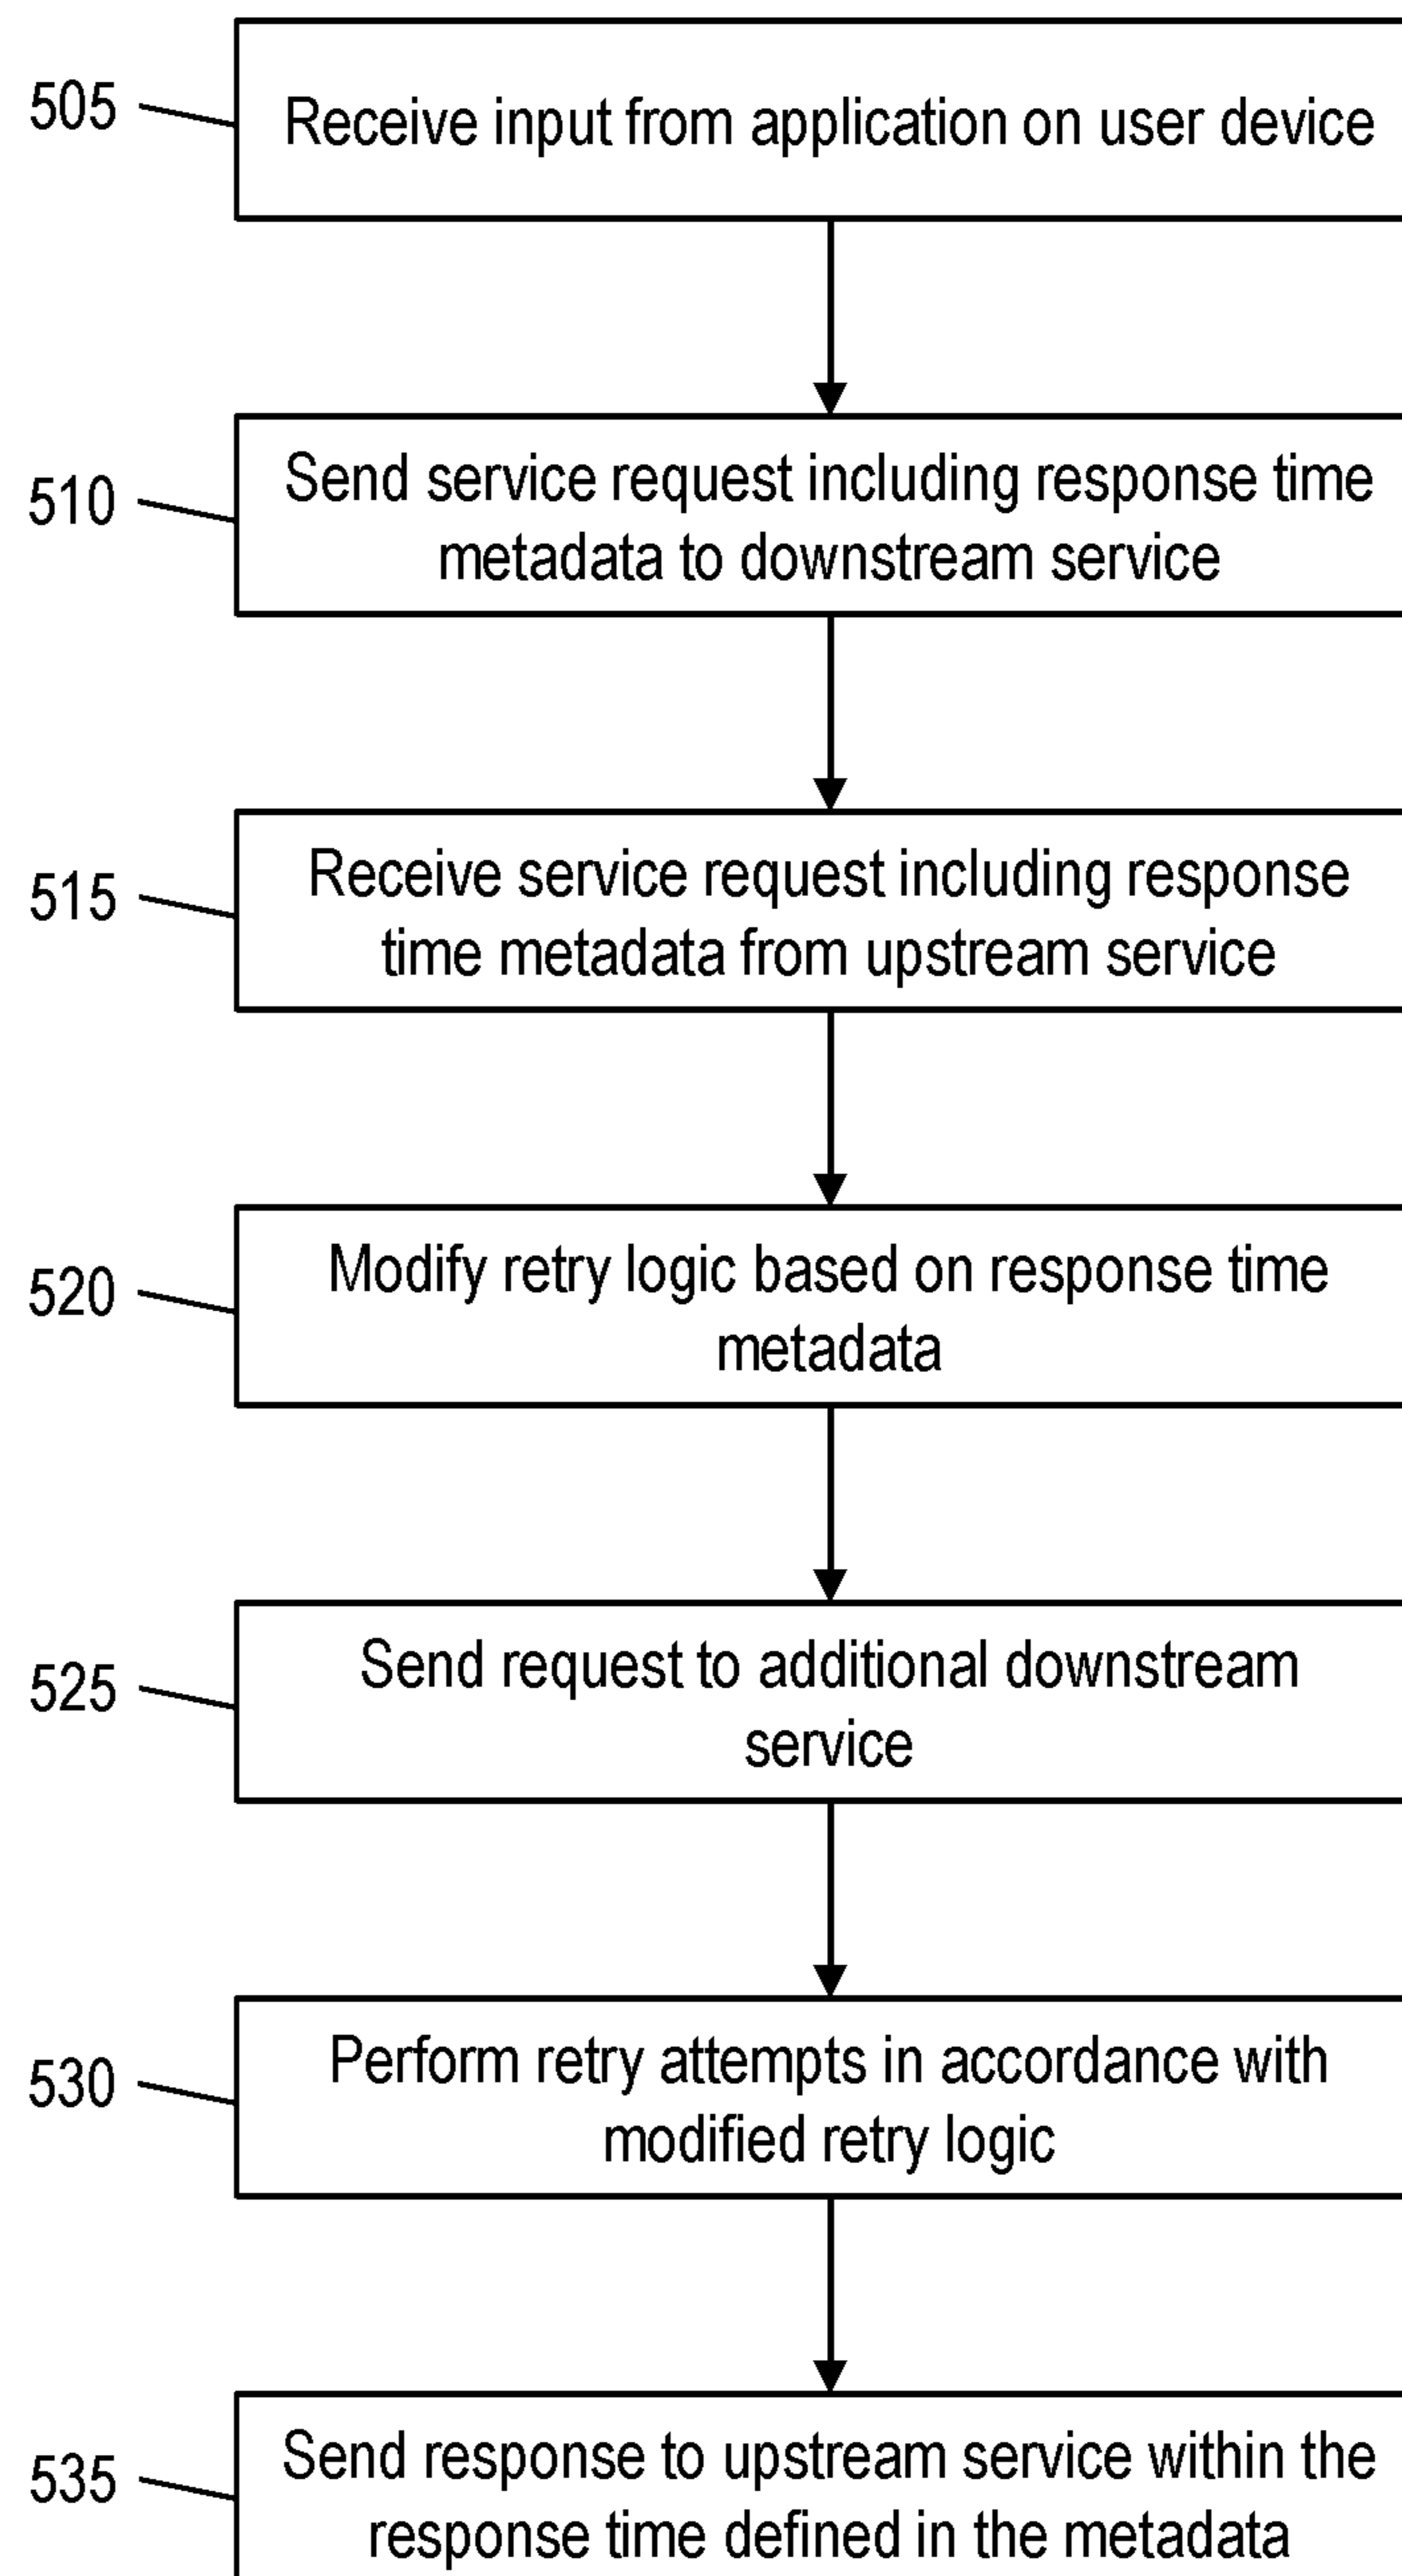 505
Receive input from application on user device
510
Send service request including response time
metadata to downstream service
515
Receive service request including response
time metadata from upstream service
520
Modify retry logic based on response time
metadata
525
Send request to additional downstream
service
530
Perform retry attempts in accordance with
modified retry logic
535
Send response to upstream service within the
response time defined in the metadata